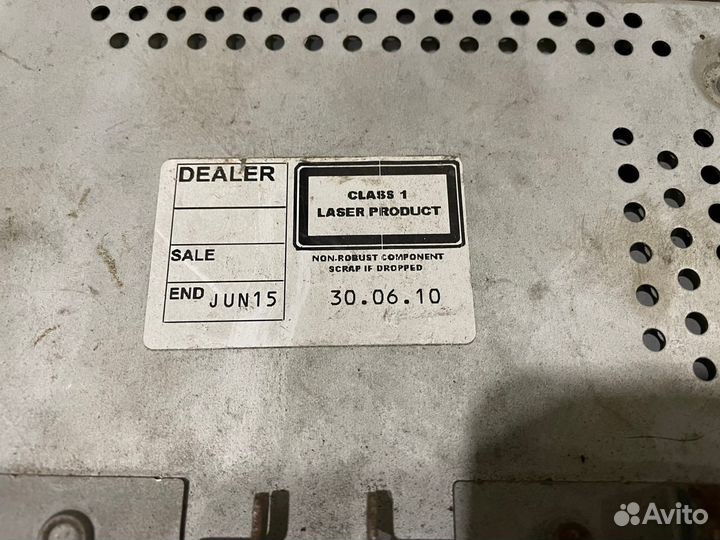 DEALER
SALE
END JUN15
CLASS 1
LASER PRODUCT
NON-ROBUST COMPONENT
SCRAP IF DROPPED
30.06.10
Avito